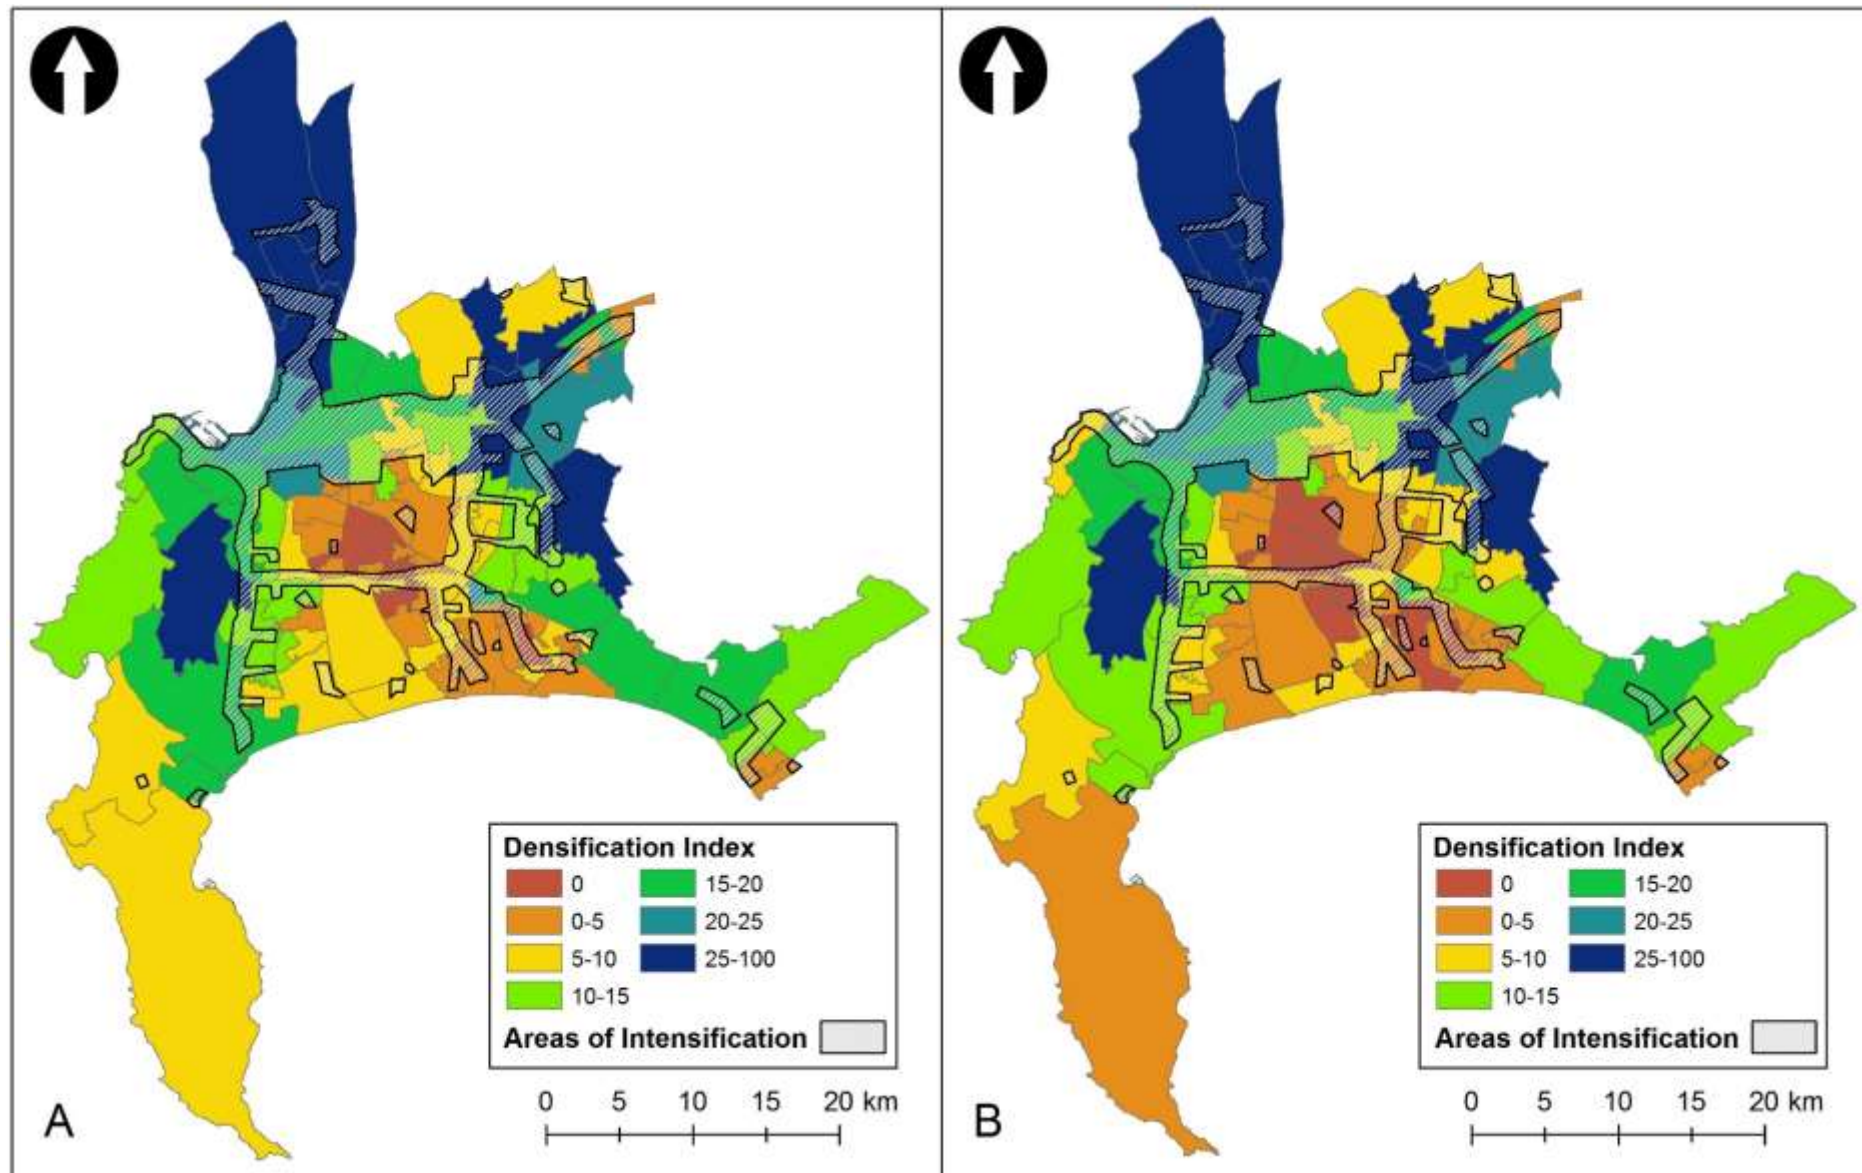 Densification Index
0 15-20
0-5 20-25
5-10 25-100
10-15
Areas of Intensification
0 5 10 15 20 km
A
Densification Index
0 15-20
0-5 20-25
5-10 25-100
10-15
Areas of Intensification
0 5 10 15 20 km
B